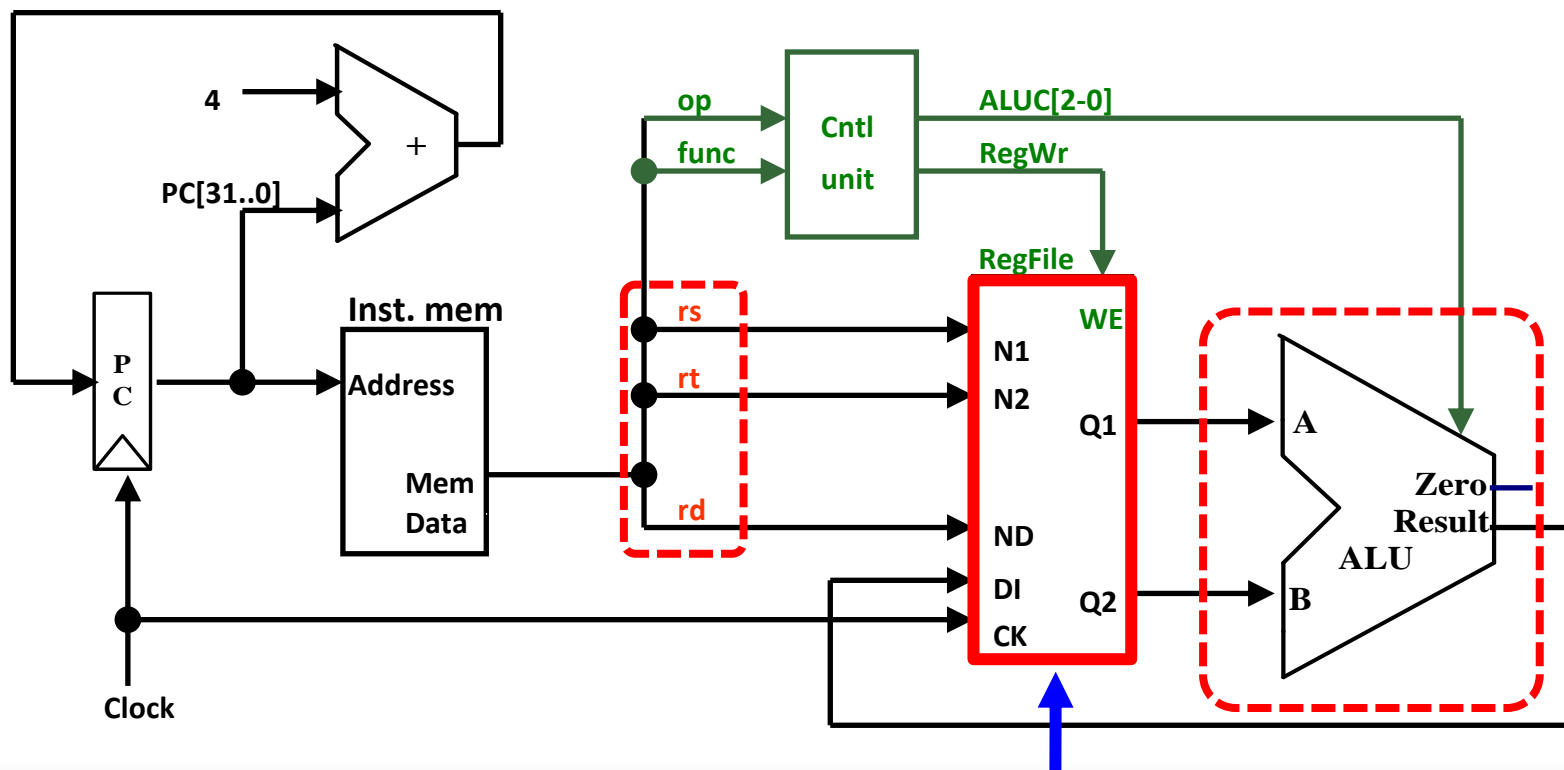 4
+
PC[31..0]
P
C
Inst. mem
Address
Mem
Data
Clock
op
func
Cntl
unit
ALUC[2-0]
RegWr
RegFile
rs
rt
rd
WE
N1
N2
Q1
ND
DI
Q2
CK
A
Zero
Result
ALU
B